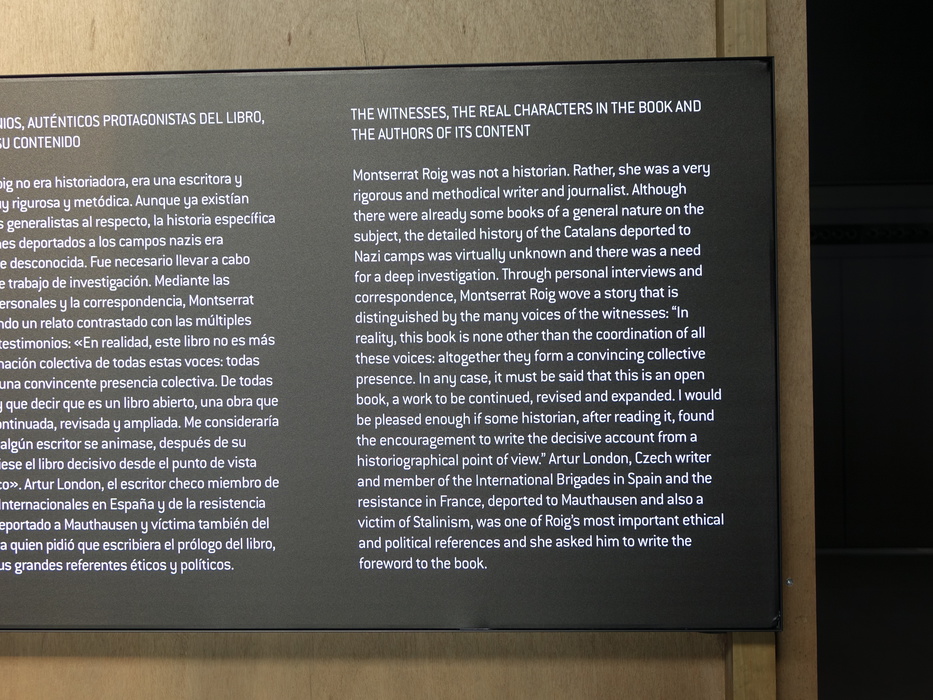 AUTÉNTICOS PROTAGONISTAS DEL LIBRO,
SU CONTENIDO
no era historiadora, era una escritora y
rigurosa y metódica. Aunque ya existían
generalistas al respecto, la historia específica
deportados a los campos nazis era
desconocida. Fue necesario llevar a cabo
trabajo de investigación. Mediante las
y la correspondencia, Montserrat
un relato contrastado con las múltiples
testimonios: «En realidad, este libro no es más
colectiva de todas estas voces: todas
una convincente presencia colectiva. De todas
que decir que es un libro abierto, una obra que
revisada y ampliada. Me consideraría
algún escritor se animase, después de su
el libro decisivo desde el punto de vista
Artur London, el escritor checo miembro de
Internacionales en España y de la resistencia
a Mauthausen y víctima también del
a quien pidió que escribiera el prólogo del libro,
grandes referentes éticos y políticos.
THE WITNESSES, THE REAL CHARACTERS IN THE BOOK AND
THE AUTHORS OF ITS CONTENT
Montserrat Roig was not a historian. Rather, she was a very
rigorous and methodical writer and journalist. Although
there were already some books of a general nature on the
subject, the detailed history of the Catalans deported to
Nazi camps was virtually unknown and there was a need
for a deep investigation. Through personal interviews and
correspondence, Montserrat Roig wove a story that is
distinguished by the many voices of the witnesses: “In
reality, this book is none other than the coordination of all
these voices: altogether they form a convincing collective
presence. In any case, it must be said that this is an open
book, a work to be continued, revised and expanded. I would
be pleased enough if some historian, after reading it, found
the encouragement to write the decisive account from a
historiographical point of view.” Artur London, Czech writer
and member of the International Brigades in Spain and the
resistance in France, deported to Mauthausen and also a
victim of Stalinism, was one of Roig’s most important ethical
and political references and she asked him to write the
foreword to the book.